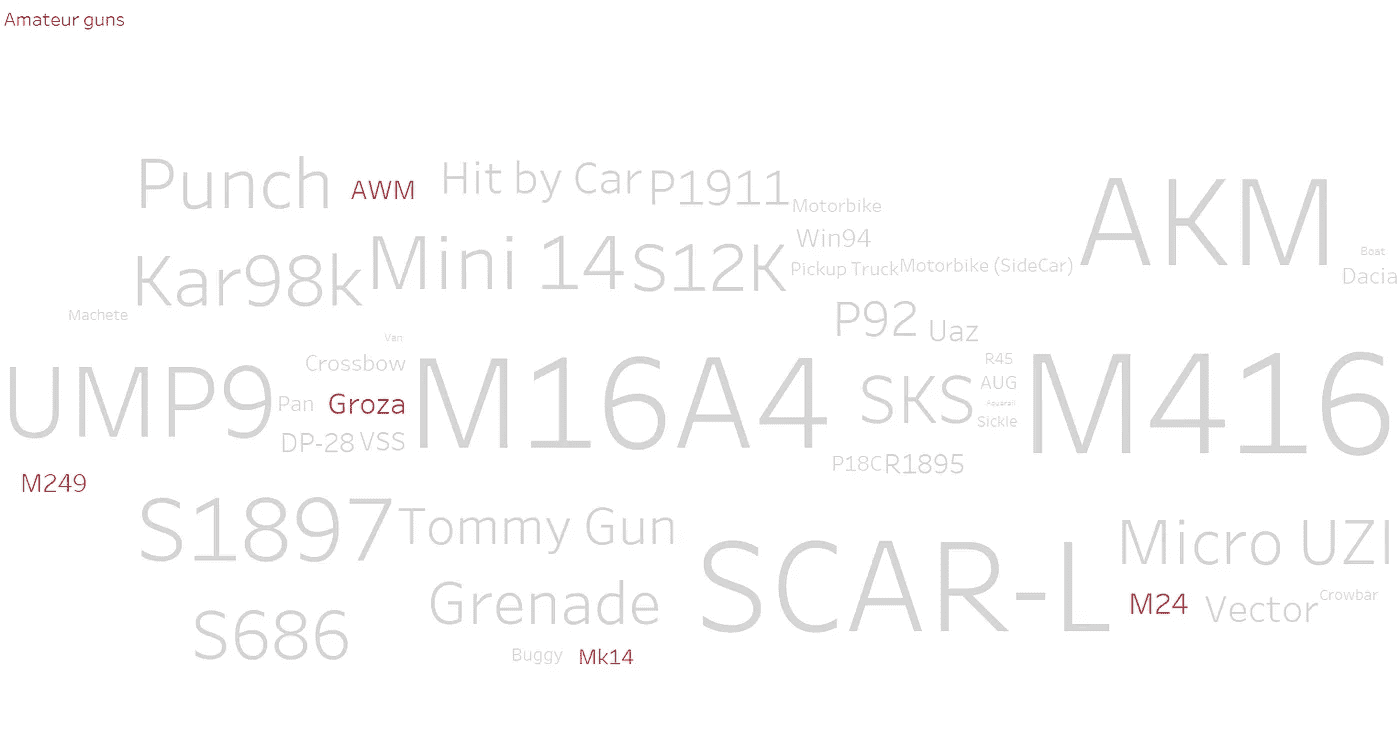 Amateur guns
Punch AWM Hit by Car P1911 Motorbike AKM
Win94
Kar98k Mini 14 S12K Pickup Truck Motorbike (SideCar) Boat
Dacia
Machete P92 Uaz
Van
UMP9 Crossbow M16A4 R45 M416
Pan Groza SKS AUG
Sickle
DP-28 VSS
P18C R1895
M249
S1897 Tommy Gun Micro UZI
Grenade SCAR-L M24 Vector Crowbar
S686
Buggy Mk14